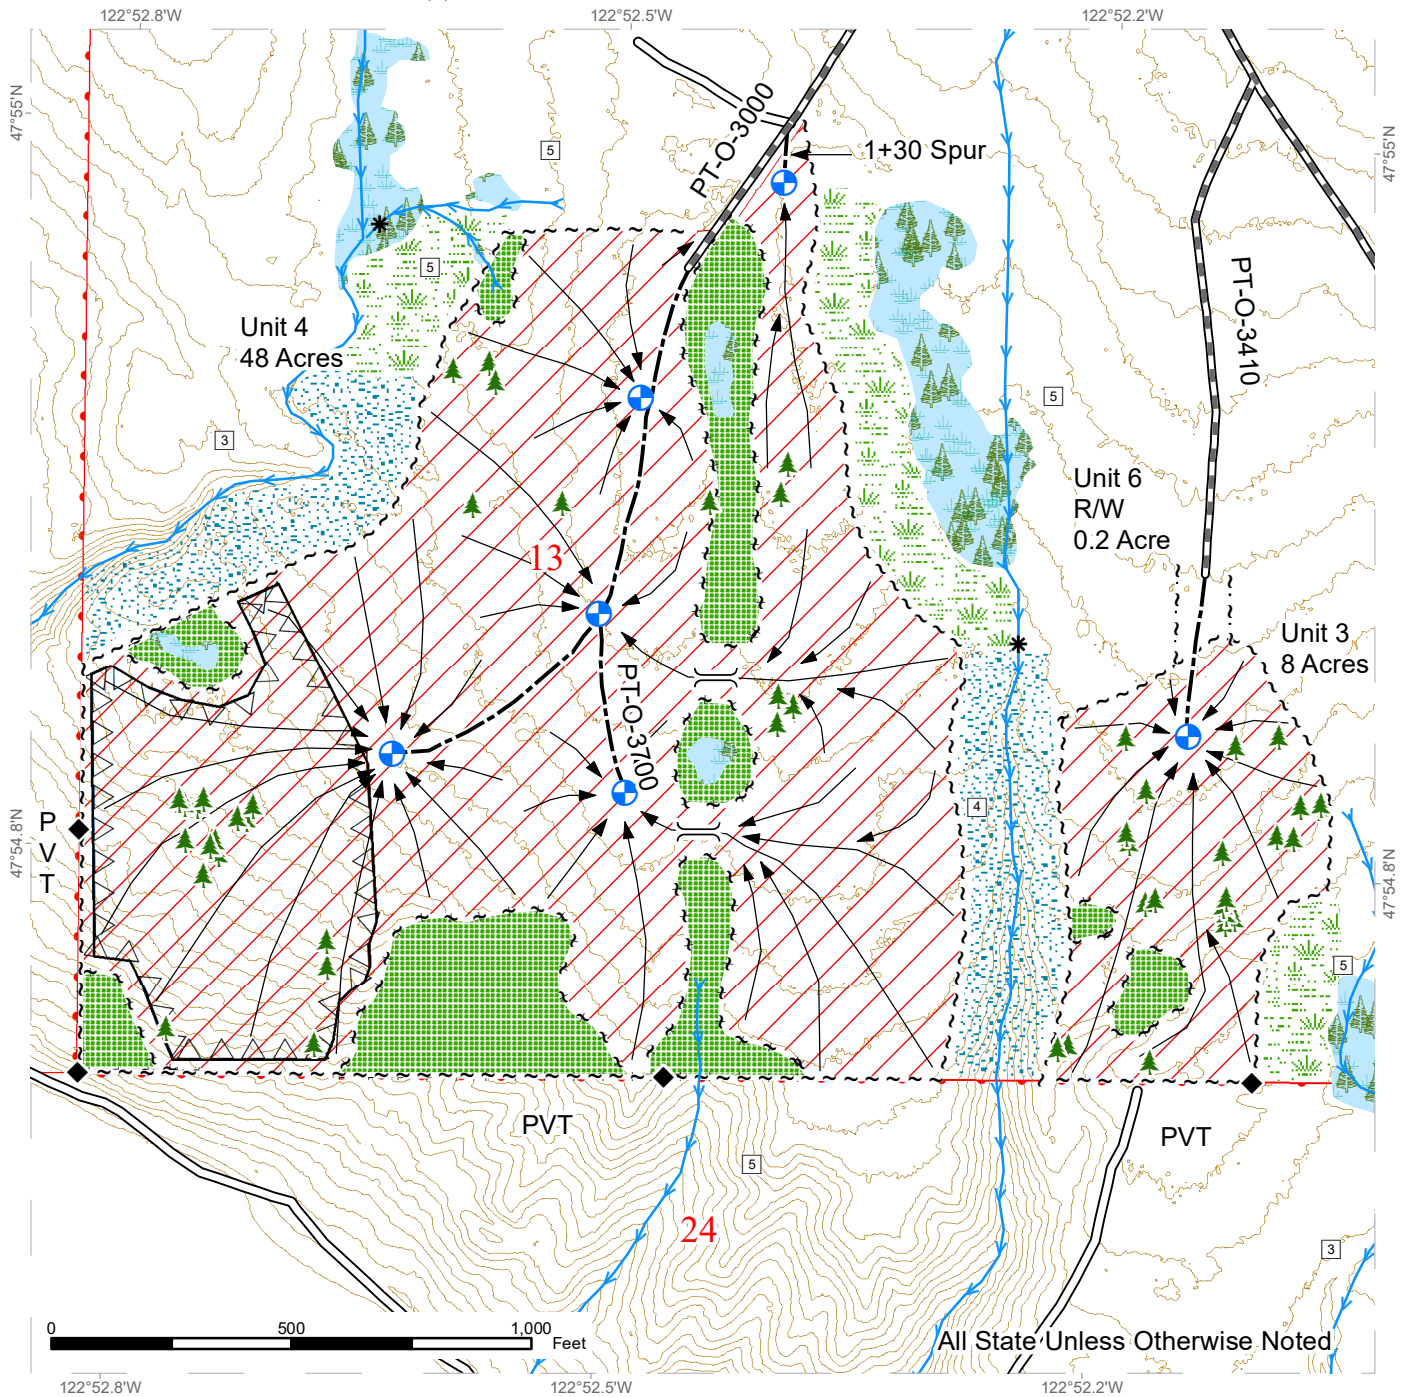 122°52.8'W
122°52.5'W
122°52.2'W
47°55'N
47°55'N
PT-O-3000
1+30 Spur
5
5
PT-O-3410
Unit 4
48 Acres
5
3
Unit 6
R/W
0.2 Acre
13
Unit 3
8 Acres
PT-O-3700
4
P
V
T
47°54.8'N
47°54.8'N
5
PVT
PVT
5
24
3
0
500
1,000
Feet
All State Unless Otherwise Noted
122°52.8'W
122°52.5'W
122°52.2'W